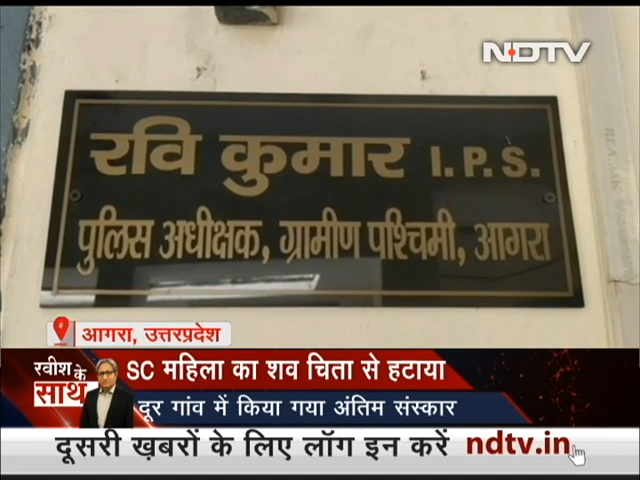 NDTV
रवि कुमार I.P.S.
पुलिस अधीक्षक, ग्रामीण पश्चिमी, आगरा
आगरा, उत्तरप्रदेश
रवीश के साथ
SC महिला का शव चिता से हटाया
दूर गांव में किया गया अंतिम संस्कार
दूसरी ख़बरों के लिए लॉग इन करें ndtv.in